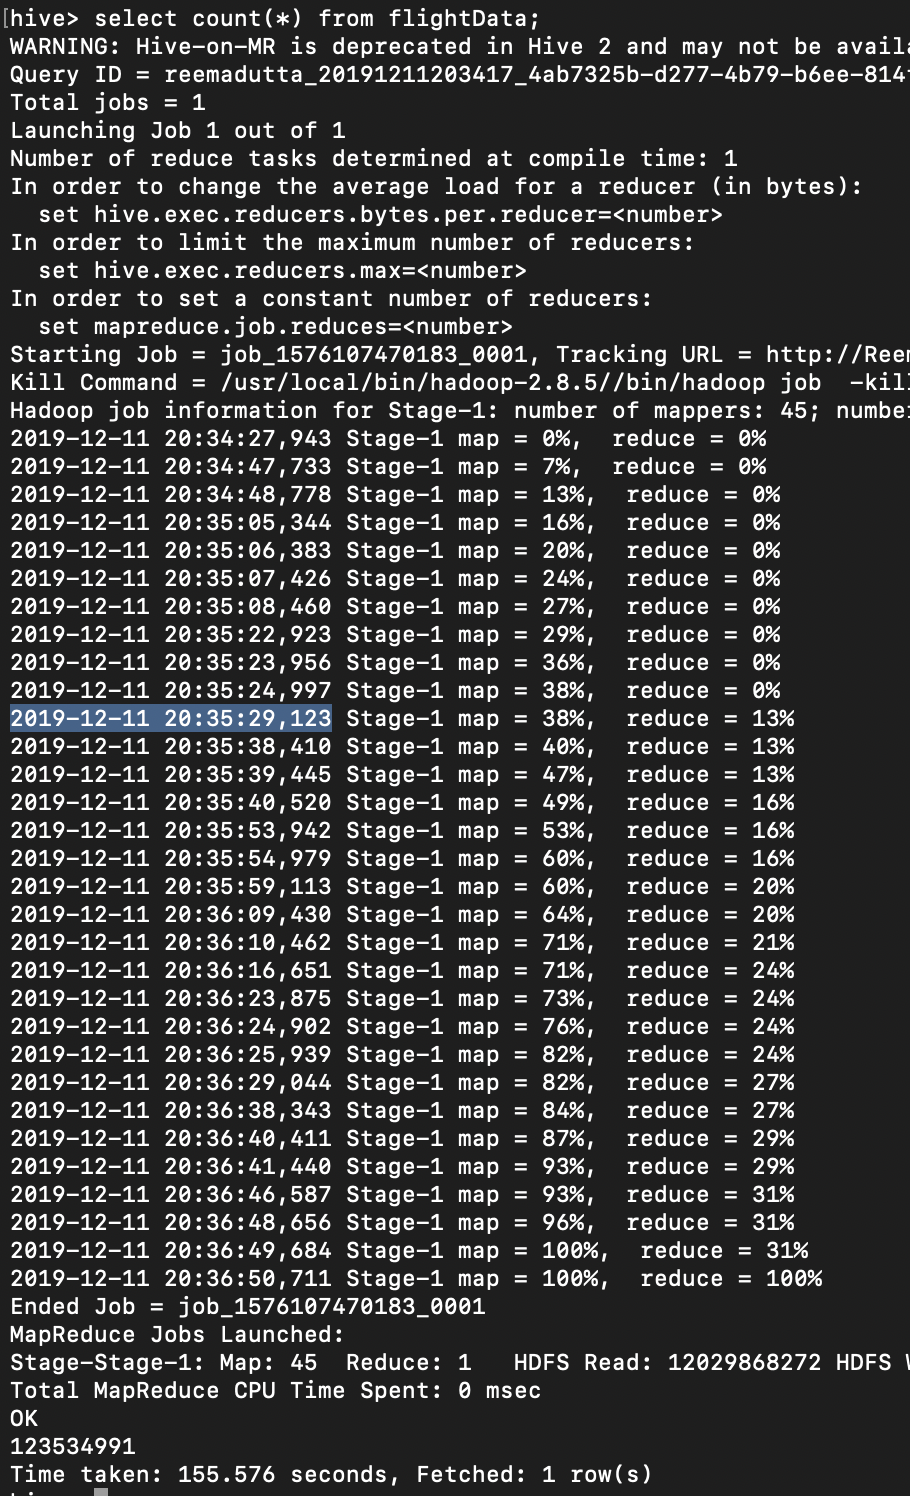 [hive> select count(*) from flightData;
WARNING: Hive-on-MR is deprecated in Hive 2 and may not be availa
Query ID = reemadutta_20191211203417_4ab7325b-d277-4b79-b6ee-814
Total jobs = 1
Launching Job 1 out of 1
Number of reduce tasks determined at compile time: 1
In order to change the average load for a reducer (in bytes):
  set hive.exec.reducers.bytes.per.reducer=<number>
In order to limit the maximum number of reducers:
  set hive.exec.reducers.max=<number>
In order to set a constant number of reducers:
  set mapreduce.job.reduces=<number>
Starting Job = job_1576107470183_0001, Tracking URL = http://Reem
Kill Command = /usr/local/bin/hadoop-2.8.5//bin/hadoop job  -kill
Hadoop job information for Stage-1: number of mappers: 45; number
2019-12-11 20:34:27,943 Stage-1 map = 0%,  reduce = 0%
2019-12-11 20:34:47,733 Stage-1 map = 7%,  reduce = 0%
2019-12-11 20:34:48,778 Stage-1 map = 13%,  reduce = 0%
2019-12-11 20:35:05,344 Stage-1 map = 16%,  reduce = 0%
2019-12-11 20:35:06,383 Stage-1 map = 20%,  reduce = 0%
2019-12-11 20:35:07,426 Stage-1 map = 24%,  reduce = 0%
2019-12-11 20:35:08,460 Stage-1 map = 27%,  reduce = 0%
2019-12-11 20:35:22,923 Stage-1 map = 29%,  reduce = 0%
2019-12-11 20:35:23,956 Stage-1 map = 36%,  reduce = 0%
2019-12-11 20:35:24,997 Stage-1 map = 38%,  reduce = 0%
2019-12-11 20:35:29,123 Stage-1 map = 38%,  reduce = 13%
2019-12-11 20:35:38,410 Stage-1 map = 40%,  reduce = 13%
2019-12-11 20:35:39,445 Stage-1 map = 47%,  reduce = 13%
2019-12-11 20:35:40,520 Stage-1 map = 49%,  reduce = 16%
2019-12-11 20:35:53,942 Stage-1 map = 53%,  reduce = 16%
2019-12-11 20:35:54,979 Stage-1 map = 60%,  reduce = 16%
2019-12-11 20:35:59,113 Stage-1 map = 60%,  reduce = 20%
2019-12-11 20:36:09,430 Stage-1 map = 64%,  reduce = 20%
2019-12-11 20:36:10,462 Stage-1 map = 71%,  reduce = 21%
2019-12-11 20:36:16,651 Stage-1 map = 71%,  reduce = 24%
2019-12-11 20:36:23,875 Stage-1 map = 73%,  reduce = 24%
2019-12-11 20:36:24,902 Stage-1 map = 76%,  reduce = 24%
2019-12-11 20:36:25,939 Stage-1 map = 82%,  reduce = 24%
2019-12-11 20:36:29,044 Stage-1 map = 82%,  reduce = 27%
2019-12-11 20:36:38,343 Stage-1 map = 84%,  reduce = 27%
2019-12-11 20:36:40,411 Stage-1 map = 87%,  reduce = 29%
2019-12-11 20:36:41,440 Stage-1 map = 93%,  reduce = 29%
2019-12-11 20:36:46,587 Stage-1 map = 93%,  reduce = 31%
2019-12-11 20:36:48,656 Stage-1 map = 96%,  reduce = 31%
2019-12-11 20:36:49,684 Stage-1 map = 100%,  reduce = 31%
2019-12-11 20:36:50,711 Stage-1 map = 100%,  reduce = 100%
Ended Job = job_1576107470183_0001
MapReduce Jobs Launched:
Stage-Stage-1: Map: 45  Reduce: 1   HDFS Read: 12029868272 HDFS
Total MapReduce CPU Time Spent: 0 msec
OK
123534991
Time taken: 155.576 seconds, Fetched: 1 row(s)